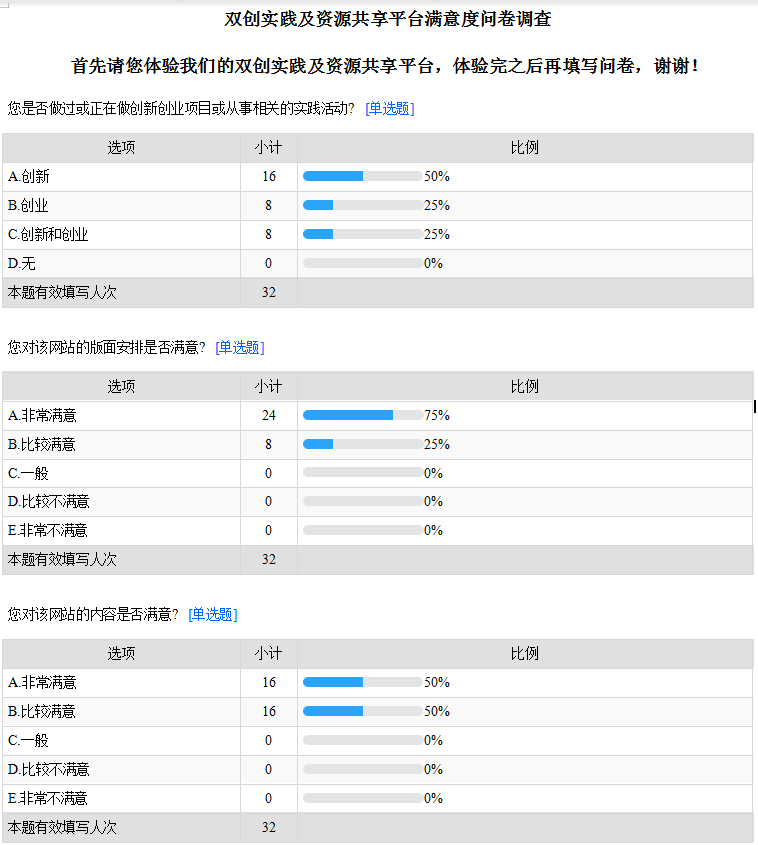 双创实践及资源共享平台满意度问卷调查
首先请您体验我们的双创实践及资源共享平台，体验完之后再填写问卷，谢谢！
您是否做过或正在做创新创业项目或从事相关的实践活动? [单选题]
选项 小计 比例
A.创新 16 50%
B.创业 8 25%
C.创新和创业 8 25%
D.无 0 0%
本题有效填写人次 32
您对该网站的版面安排是否满意? [单选题]
选项 小计 比例
A.非常满意 24 75%
B.比较满意 8 25%
C.一般 0 0%
D.比较不满意 0 0%
E.非常不满意 0 0%
本题有效填写人次 32
您对该网站的内容是否满意? [单选题]
选项 小计 比例
A.非常满意 16 50%
B.比较满意 16 50%
C.一般 0 0%
D.比较不满意 0 0%
E.非常不满意 0 0%
本题有效填写人次 32